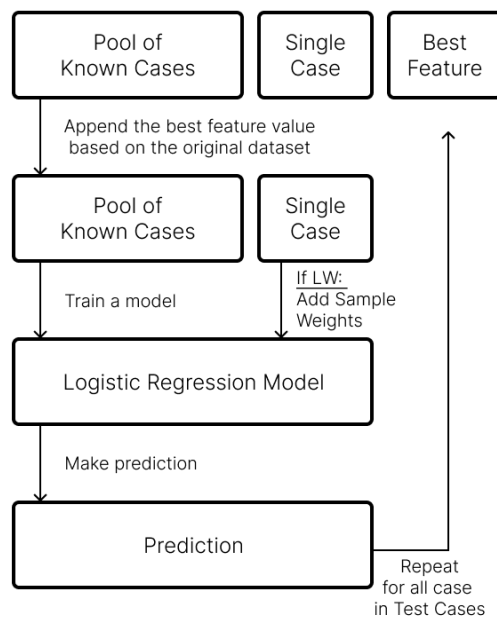 Pool of
Known Cases
Single
Case
Best
Feature
Append the best feature value
based on the original dataset
Pool of
Known Cases
Single
Case
Train a model
If LW:
Add Sample
Weights
Logistic Regression Model
Make prediction
Prediction
Repeat
for all case
in Test Cases